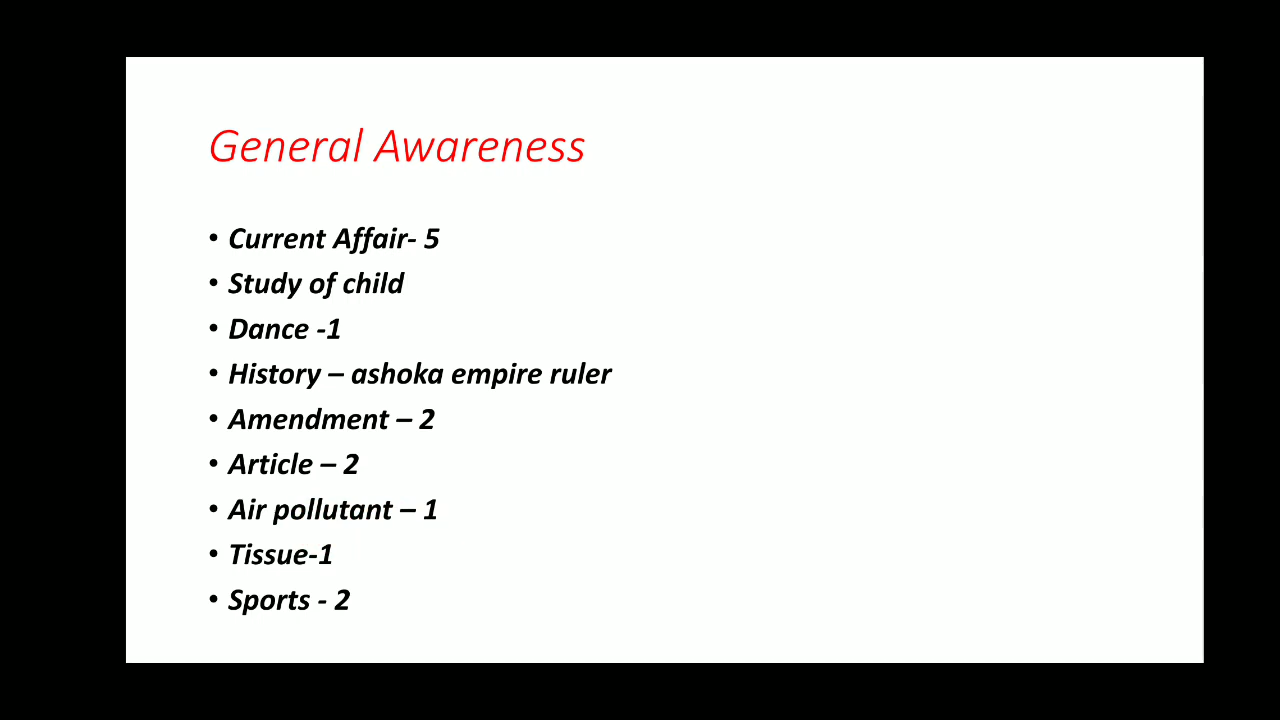 General Awareness
• Current Affair- 5
• Study of child
• Dance -1
• History – ashoka empire ruler
• Amendment – 2
• Article – 2
• Air pollutant – 1
• Tissue-1
• Sports - 2